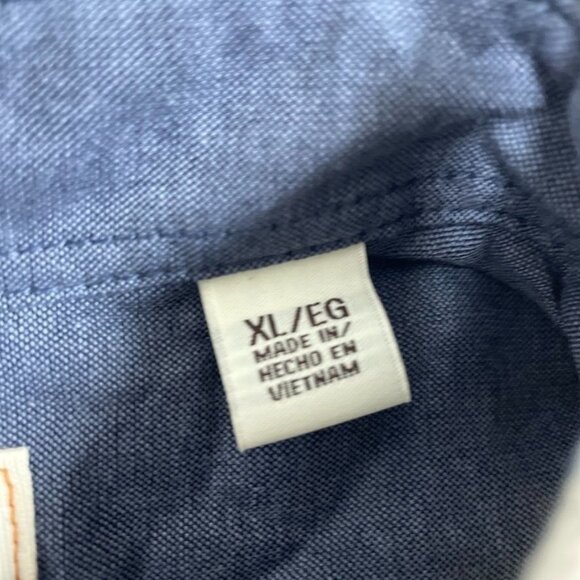 XL/EG
MADE IN/
HECHO EN
VIETNAM